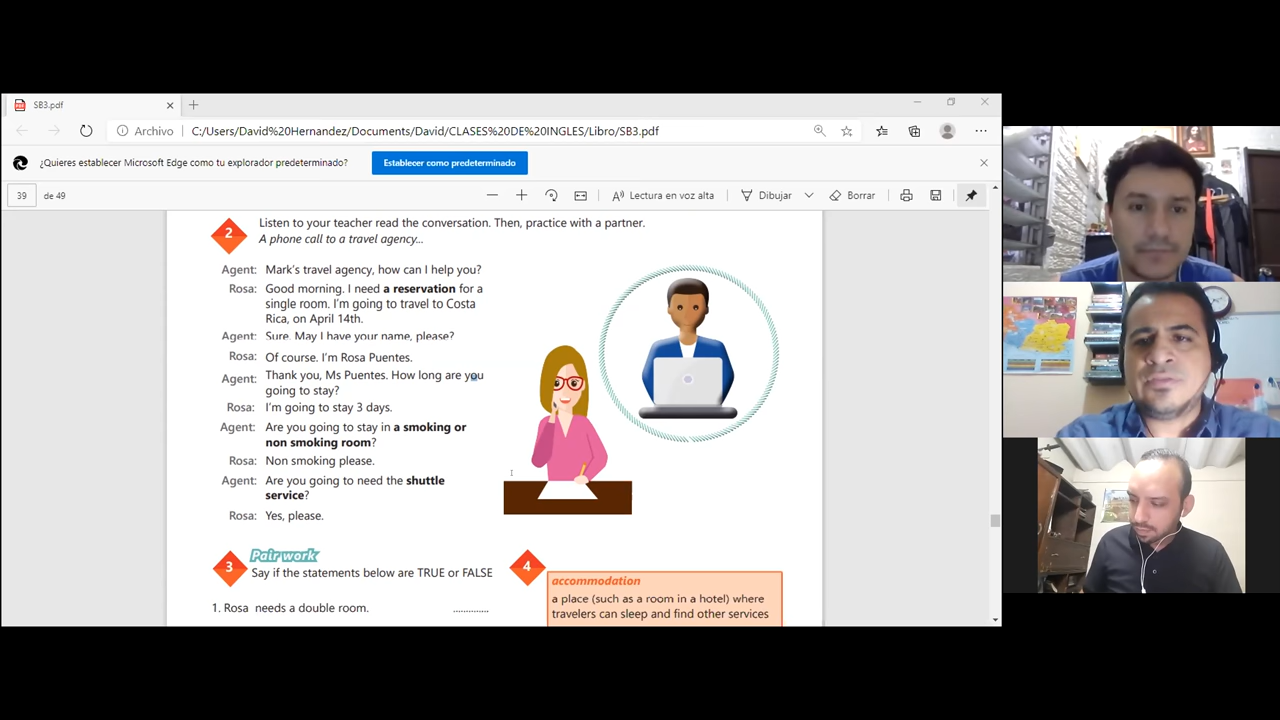 SB3.pdf
Archivo
C:/Users/David%20Hernandez/Documents/David/CLASES%20DE%20INGLES/Libro/SB3.pdf
¿Quieres establecer Microsoft Edge como tu explorador predeterminado?
Establecer como predeterminado
39
de 49
Lectura en voz alta
Dibujar
Borrar
2
Listen to your teacher read the conversation. Then, practice with a partner.
A phone call to a travel agency...
Agent: Mark's travel agency, how can I help you?
Rosa: Good morning. I need a reservation for a
single room. I'm going to travel to Costa
Rica, on April 14th.
Agent: Sure. May I have your name, please?
Rosa: Of course. I'm Rosa Puentes.
Agent: Thank you, Ms Puentes. How long are you
going to stay?
Rosa: I'm going to stay 3 days.
Agent: Are you going to stay in a smoking or
non smoking room?
Rosa: Non smoking please.
Agent: Are you going to need the shuttle
service?
Rosa: Yes, please.
3
Pair work
Say if the statements below are TRUE or FALSE
1. Rosa needs a double room. ..............
4
accommodation
a place (such as a room in a hotel) where
travelers can sleep and find other services